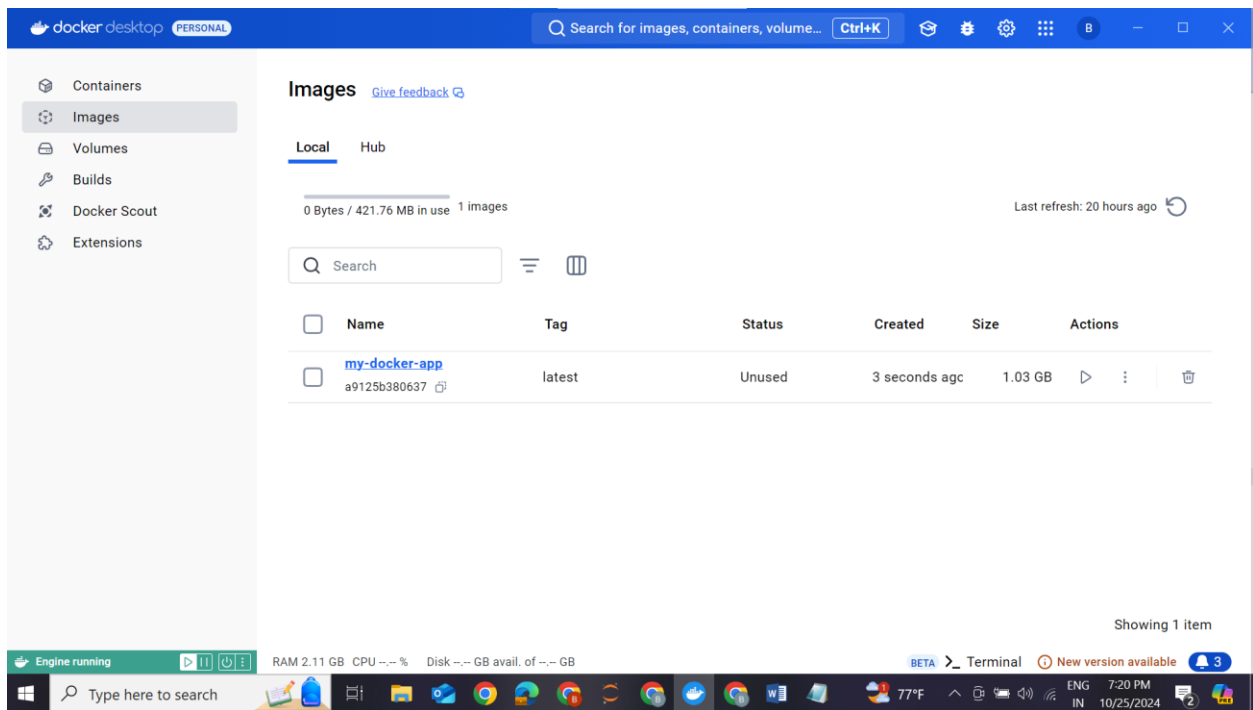 docker desktop PERSONAL
Search for images, containers, volume... Ctrl+K
B
Containers
Images
Volumes
Builds
Docker Scout
Extensions
Images Give feedback
Local Hub
0 Bytes / 421.76 MB in use 1 images
Last refresh: 20 hours ago
Search
Name Tag Status Created Size Actions
my-docker-app latest Unused 3 seconds ago 1.03 GB
a9125b380637
Showing 1 item
Engine running
RAM 2.11 GB CPU --.-- % Disk --.-- GB avail. of --.-- GB
BETA >_ Terminal New version available 3
Type here to search
77°F
ENG
IN
7:20 PM
10/25/2024
2